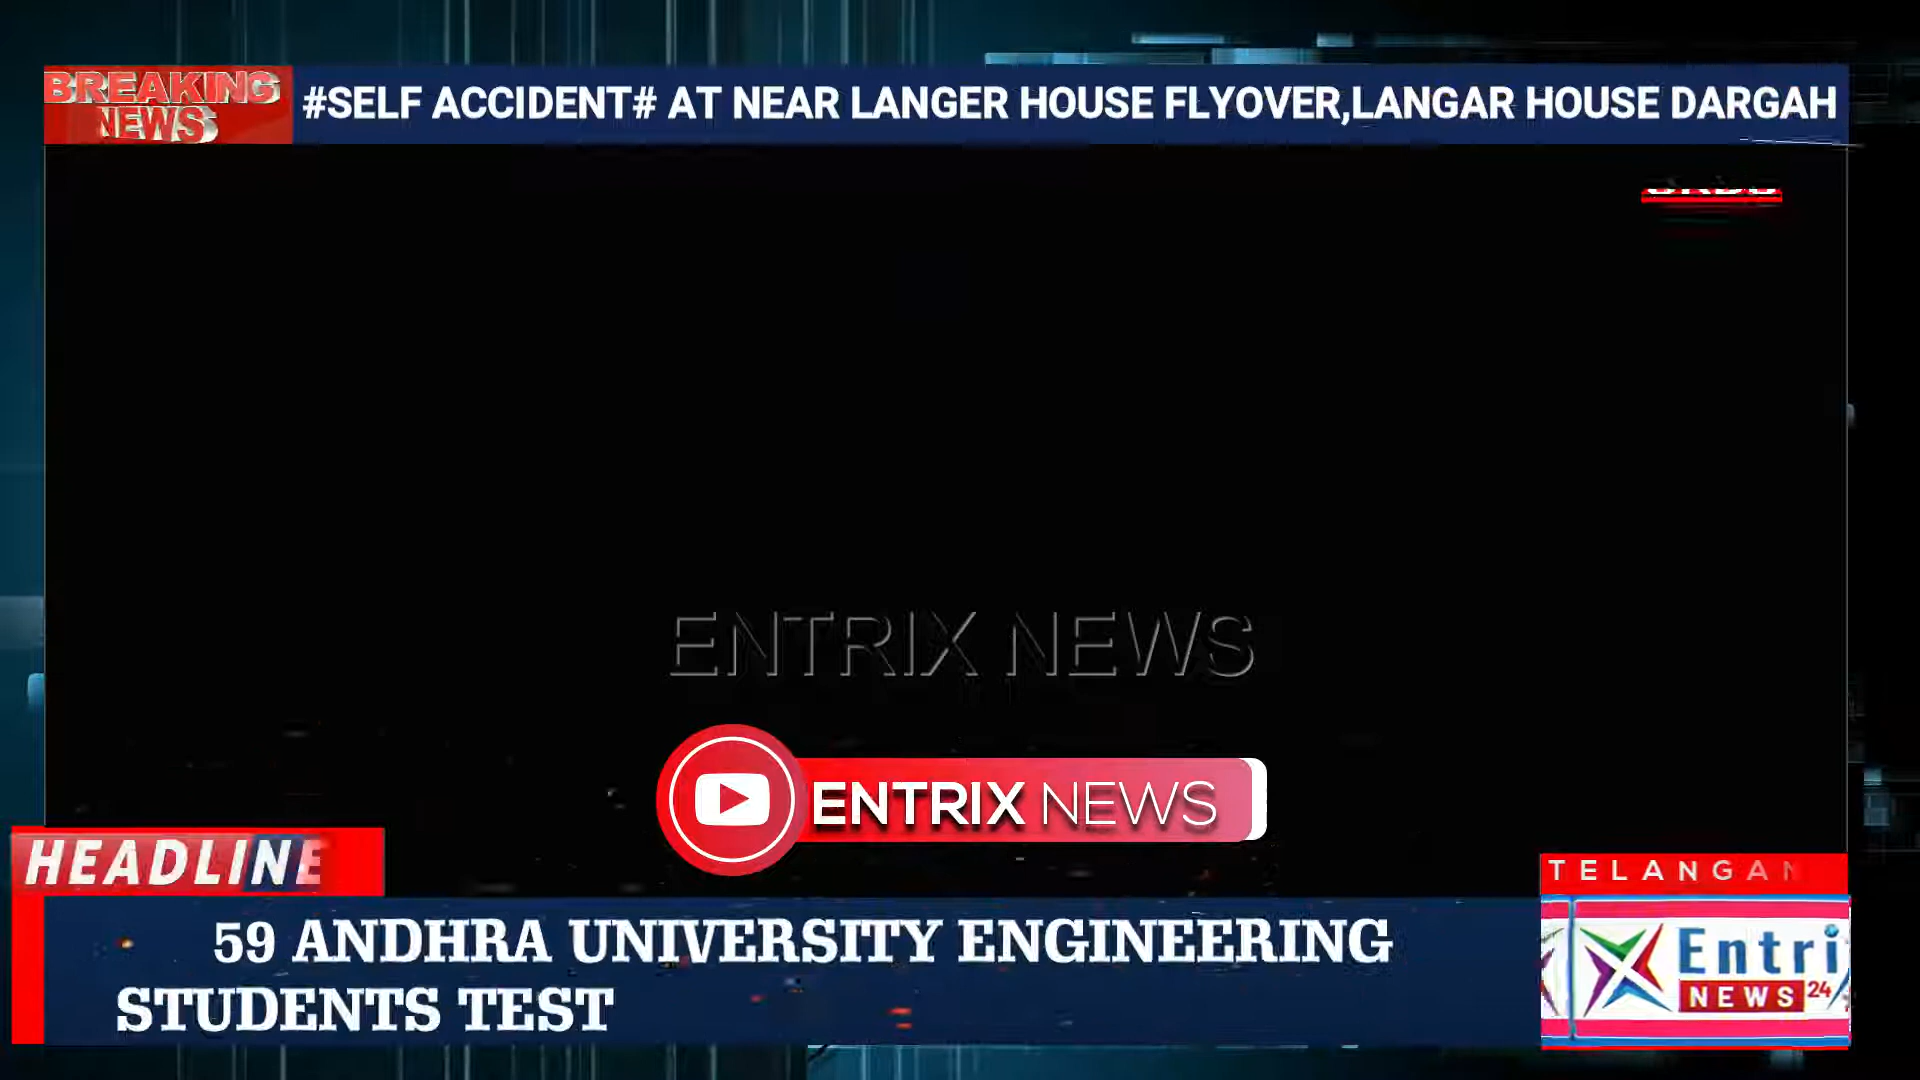 BREAKING
NEWS
#SELF ACCIDENT# AT NEAR LANGER HOUSE FLYOVER,LANGAR HOUSE DARGAH
ENTRIX NEWS
ENTRIX NEWS
HEADLINE
59 ANDHRA UNIVERSITY ENGINEERING
STUDENTS TEST
TELANGAN
Entri
NEWS 24